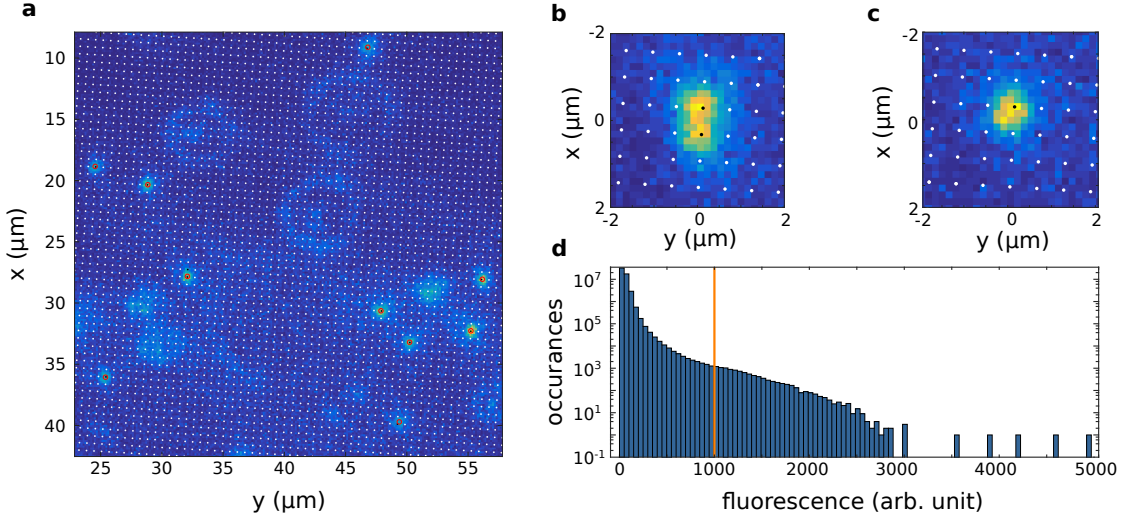 a
x (μm)
10
15
20
25
30
35
40
25 30 35 40 45 50 55
y (μm)
b
x (μm)
-2
0
2
-2 0 2
y (μm)
c
x (μm)
-2
0
2
-2 0 2
y (μm)
d
occurances
10^7
10^5
10^3
10^1
10^-1
0 1000 2000 3000 4000 5000
fluorescence (arb. unit)